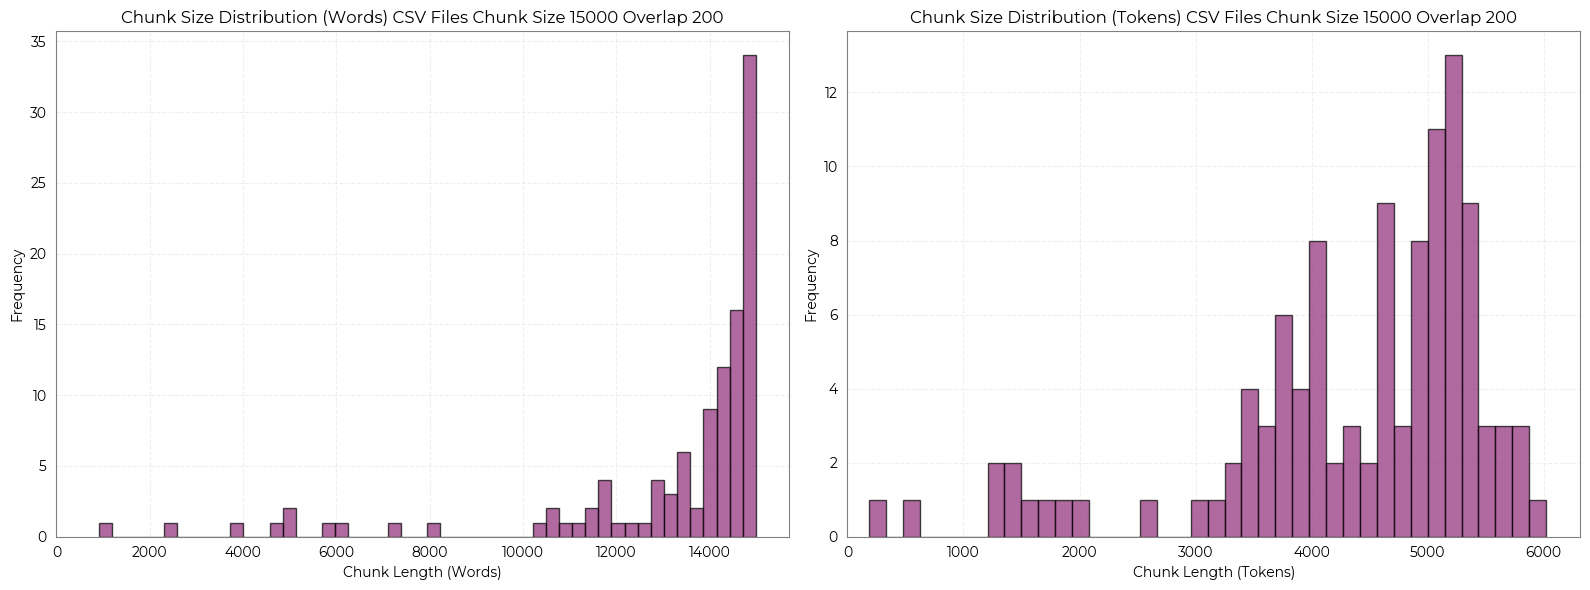 Chunk Size Distribution (Words) CSV Files Chunk Size 15000 Overlap 200
35
30
25
20
15
10
5
0
Frequency
0 2000 4000 6000 8000 10000 12000 14000
Chunk Length (Words)
Chunk Size Distribution (Tokens) CSV Files Chunk Size 15000 Overlap 200
12
10
8
6
4
2
0
Frequency
0 1000 2000 3000 4000 5000 6000
Chunk Length (Tokens)